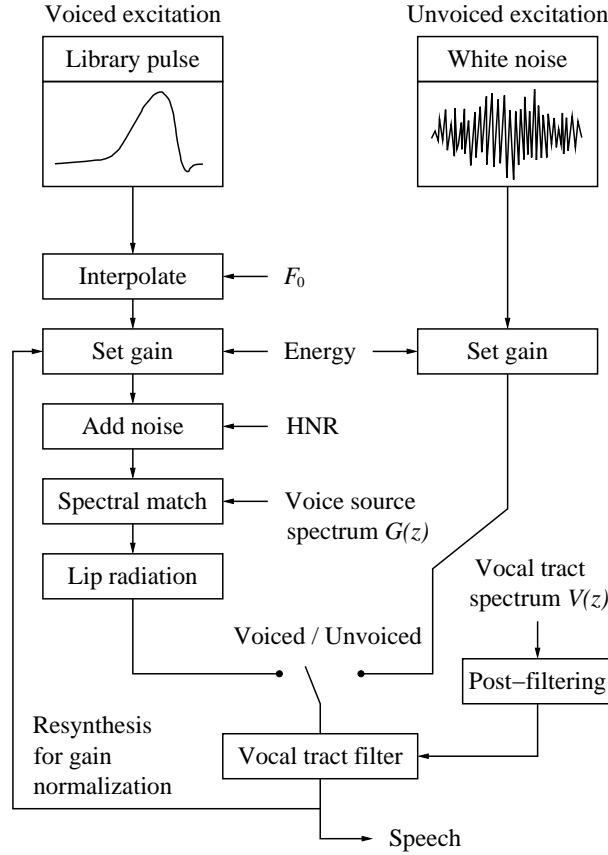 Voiced excitation
Unvoiced excitation
Library pulse
White noise
Interpolate
F₀
Set gain
Energy
Set gain
Add noise
HNR
Spectral match
Voice source
spectrum G(z)
Lip radiation
Vocal tract
spectrum V(z)
Voiced / Unvoiced
Post−filtering
Resynthesis
for gain
normalization
Vocal tract filter
Speech